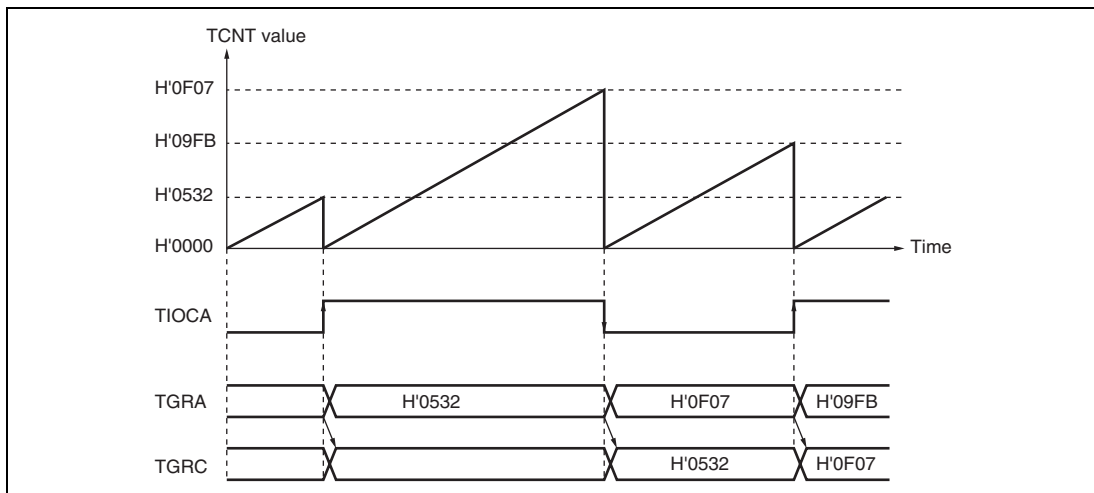 TCNT value
H'0F07
H'09FB
H'0532
H'0000
Time
TIOCA
TGRA
H'0532
H'0F07
H'09FB
TGRC
H'0532
H'0F07